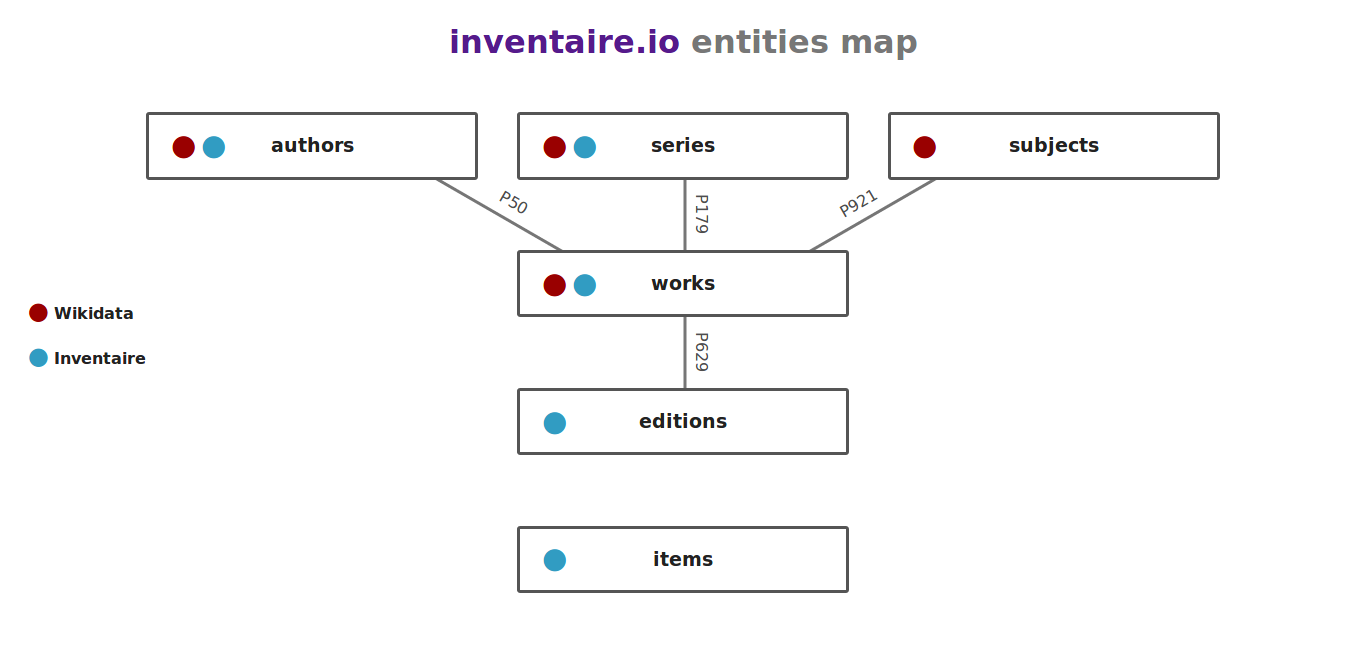 inventaire.io entities map
authors
series
subjects
P50
P179
P921
works
Wikidata
Inventaire
P629
editions
items